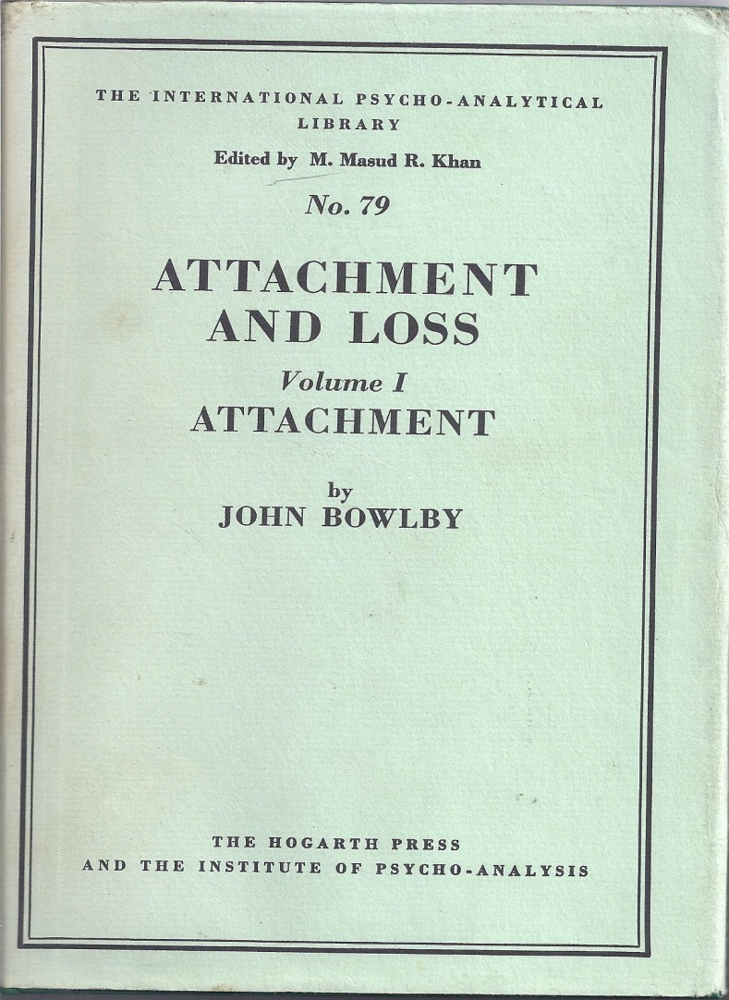 THE INTERNATIONAL PSYCHO-ANALYTICAL
LIBRARY
Edited by M. Masud R. Khan
No. 79
ATTACHMENT
AND LOSS
Volume I
ATTACHMENT
by
JOHN BOWLBY
THE HOGARTH PRESS
AND THE INSTITUTE OF PSYCHO-ANALYSIS